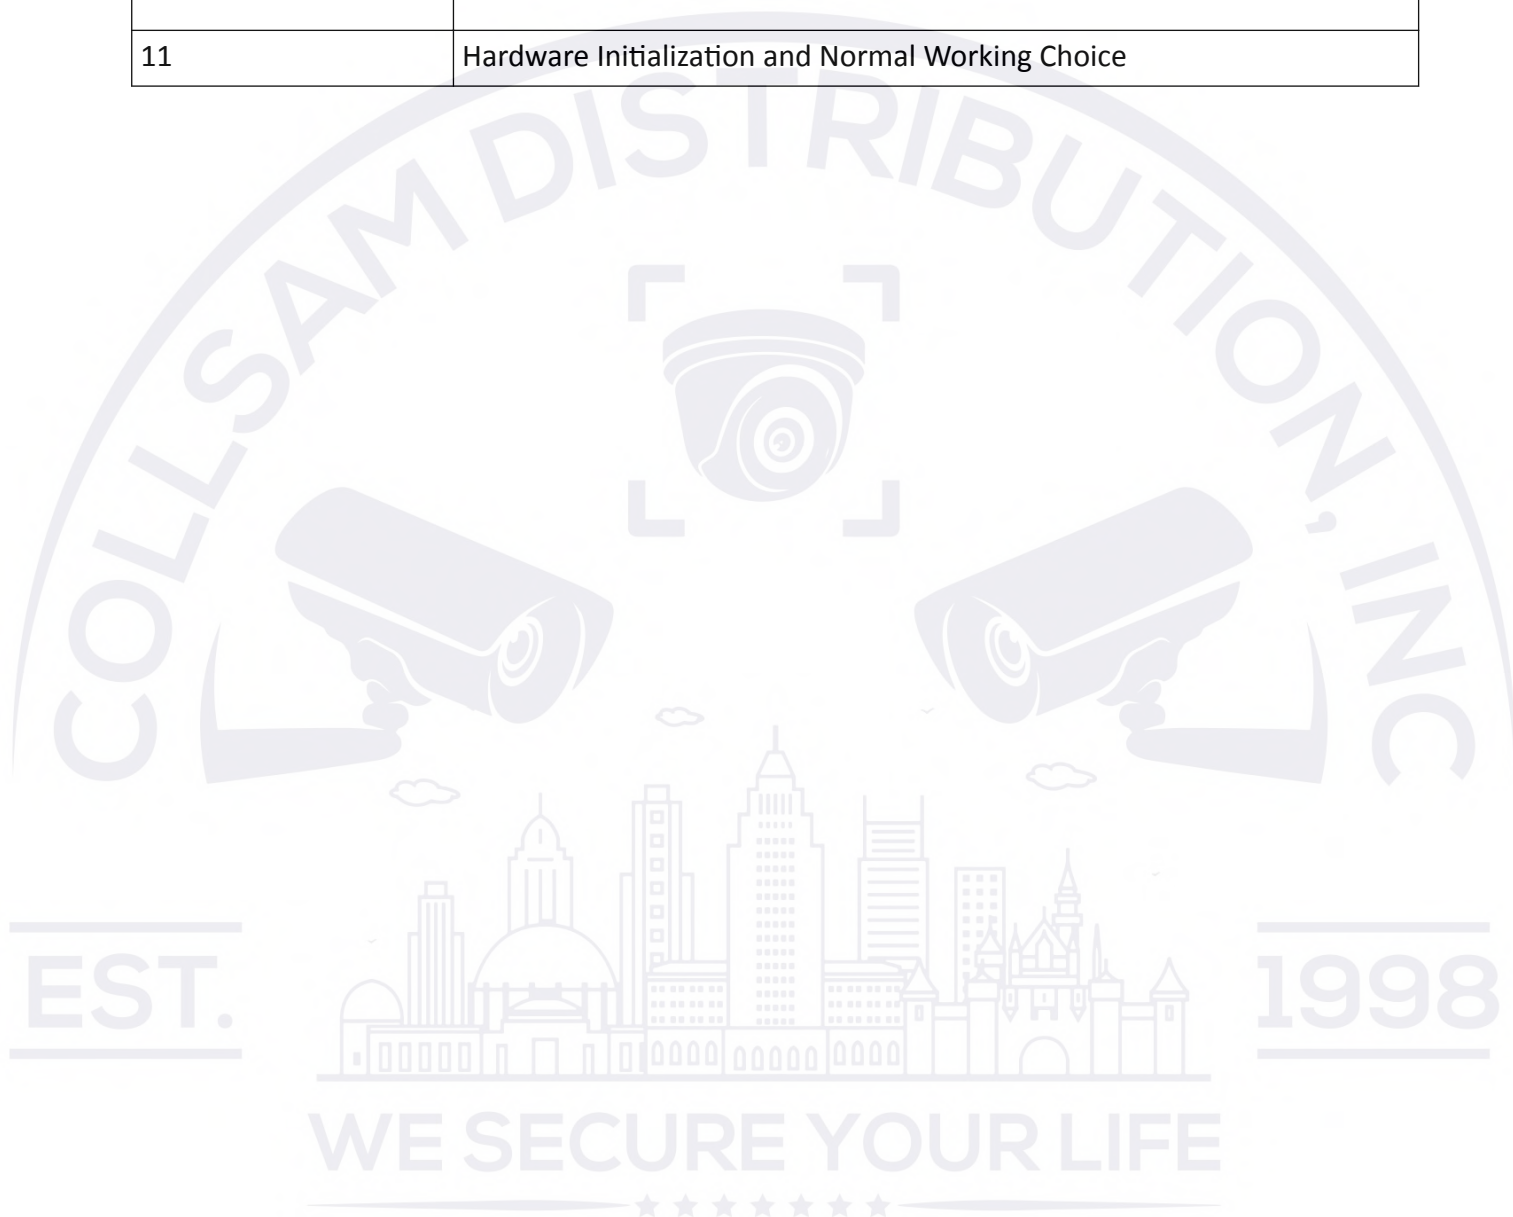 11 Hardware Initialization and Normal Working Choice
COLLSAM DISTRIBUTION, INC
EST. 1998
WE SECURE YOUR LIFE